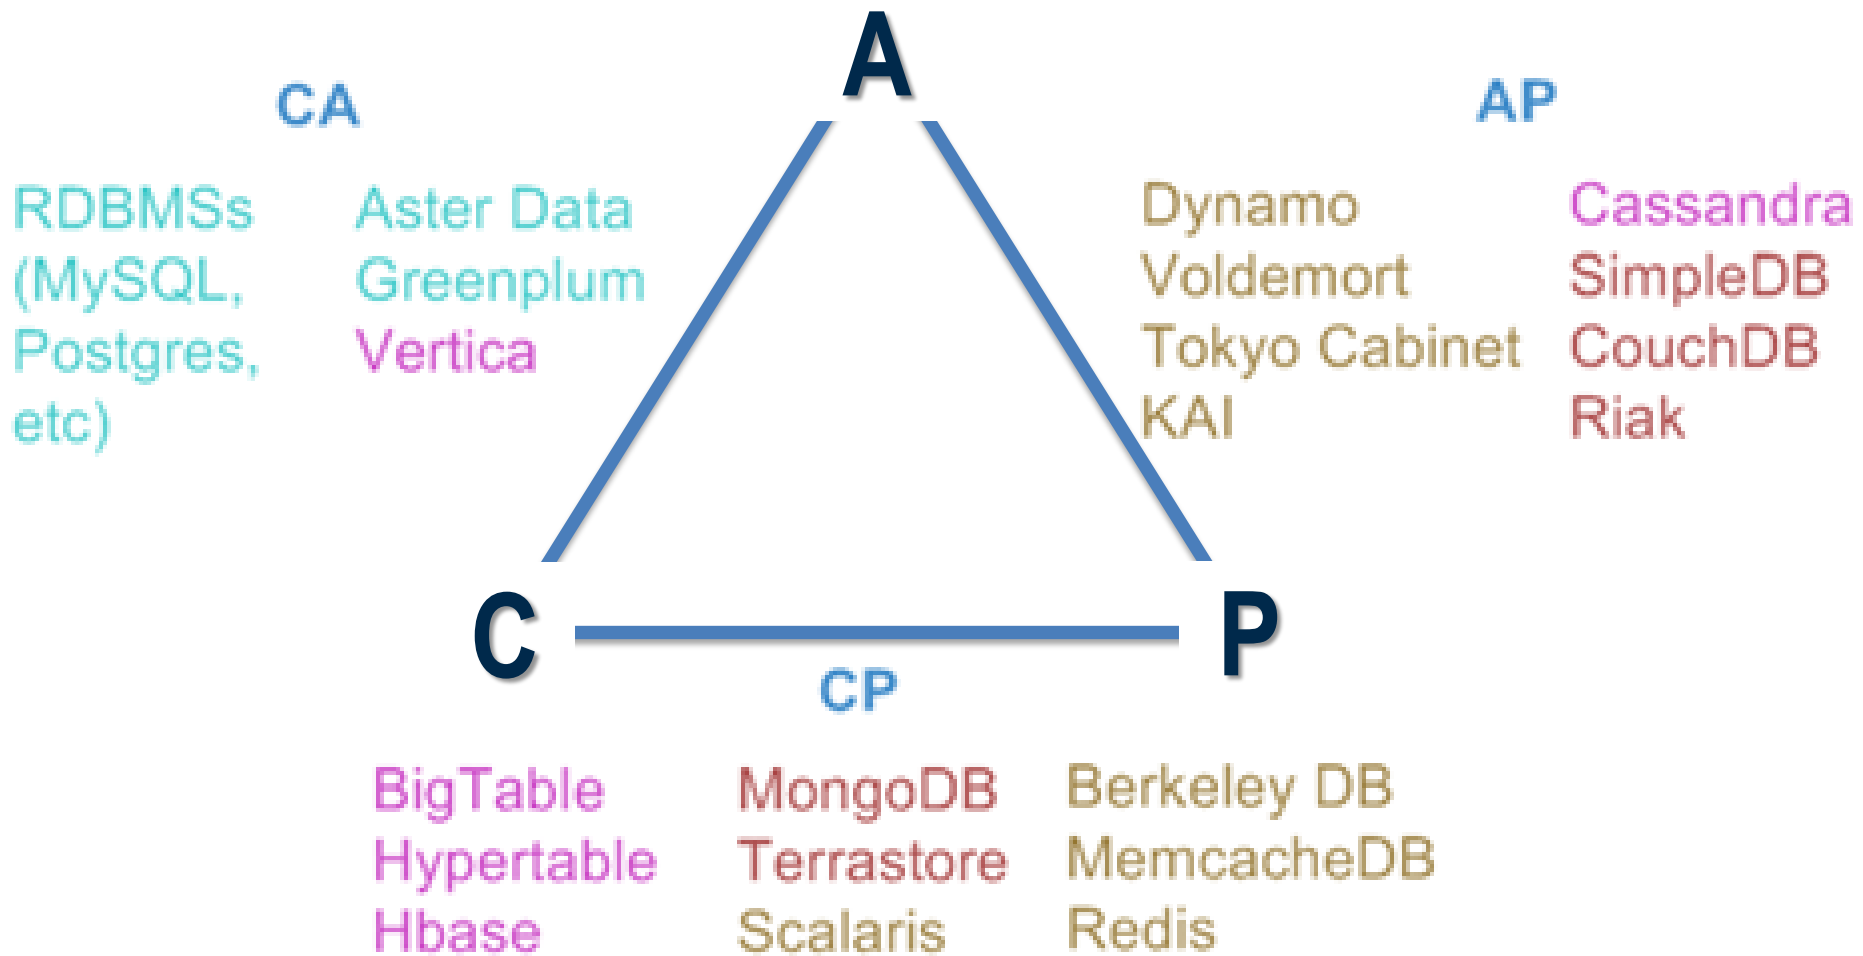 A
CA
AP
RDBMSs
(MySQL,
Postgres,
etc)
Aster Data
Greenplum
Vertica
Dynamo
Voldemort
Tokyo Cabinet
KAI
Cassandra
SimpleDB
CouchDB
Riak
C
P
CP
BigTable
Hypertable
Hbase
MongoDB
Terrastore
Scalaris
Berkeley DB
MemcacheDB
Redis